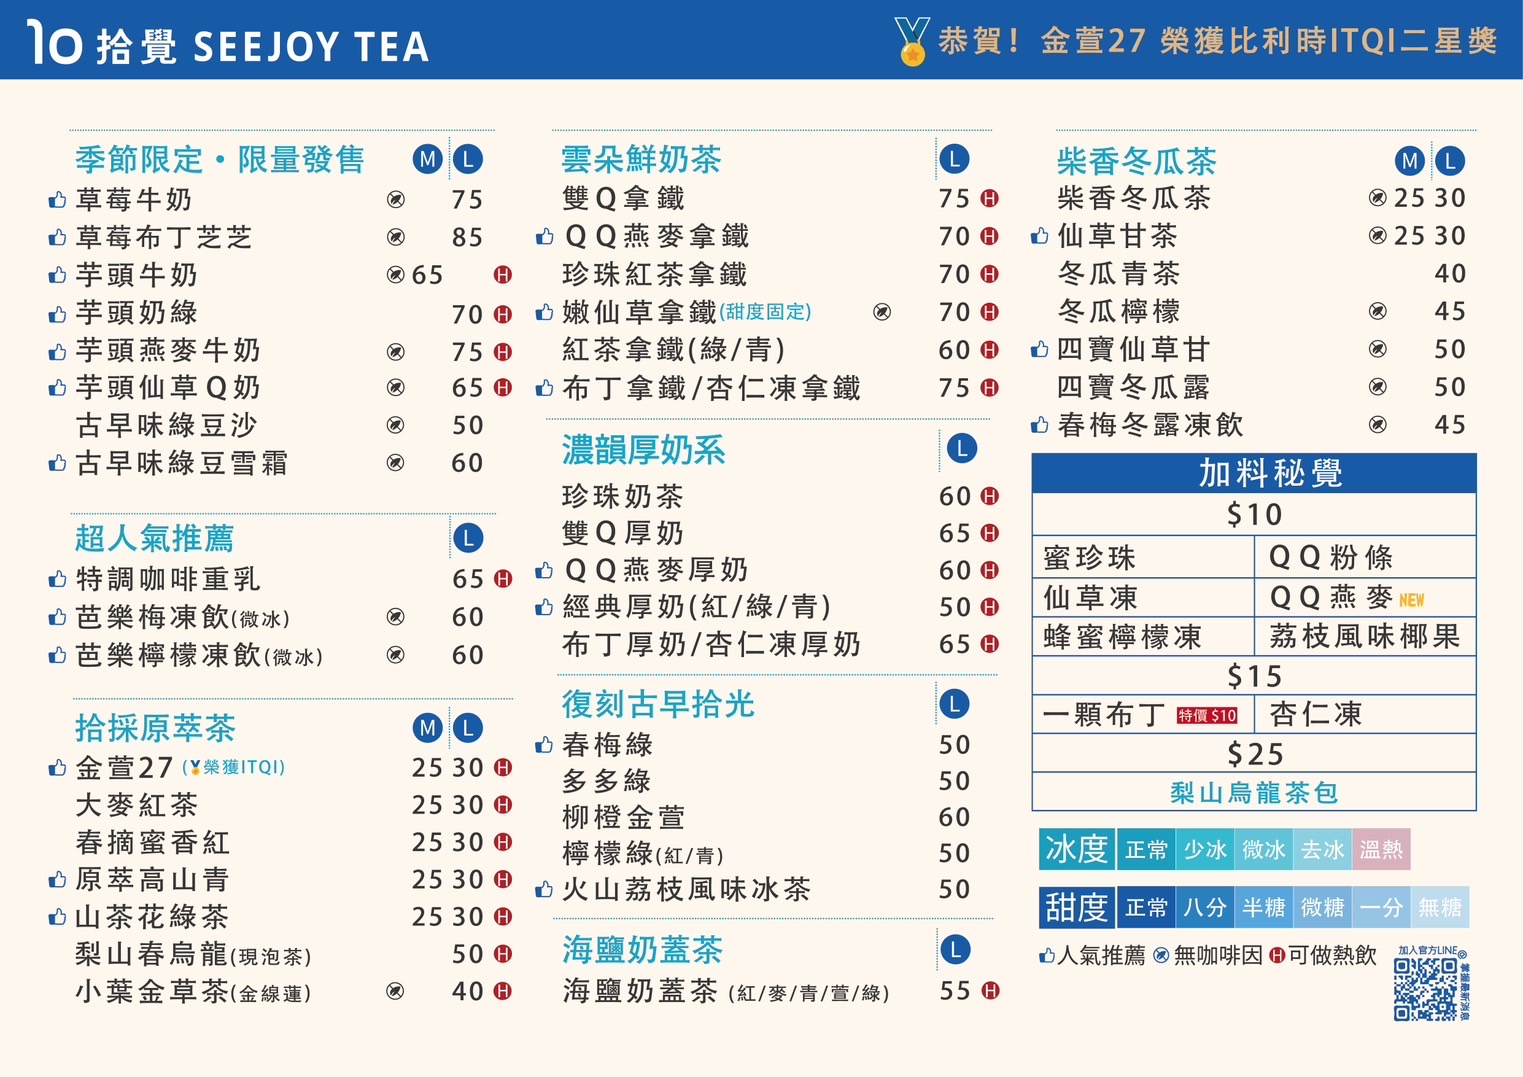 10 拾覺 SEEJOY TEA
恭賀! 金萱27 榮獲比利時ITQI二星獎
季節限定・限量發售 M L
草莓牛奶 75
草莓布丁芝芝 85
芋頭牛奶 65 H
芋頭奶綠 70 H
芋頭燕麥牛奶 75 H
芋頭仙草Q奶 65 H
古早味綠豆沙 50
古早味綠豆雪霜 60
超人氣推薦 L
特調咖啡重乳 65 H
芭樂梅凍飲(微冰) 60
芭樂檸檬凍飲(微冰) 60
拾採原萃茶 M L
金萱27 (榮獲ITQI) 25 30 H
大麥紅茶 25 30 H
春摘蜜香紅 25 30 H
原萃高山青 25 30 H
山茶花綠茶 25 30 H
梨山春烏龍(現泡茶) 50 H
小葉金草茶(金線蓮) 40 H
雲朵鮮奶茶 L
雙Q拿鐵 75 H
QQ燕麥拿鐵 70 H
珍珠紅茶拿鐵 70 H
嫩仙草拿鐵(甜度固定) 70 H
紅茶拿鐵(綠/青) 60 H
布丁拿鐵/杏仁凍拿鐵 75 H
濃韻厚奶系 L
珍珠奶茶 60 H
雙Q厚奶 65 H
QQ燕麥厚奶 60 H
經典厚奶(紅/綠/青) 50 H
布丁厚奶/杏仁凍厚奶 65 H
復刻古早拾光 L
春梅綠 50
多多綠 50
柳橙金萱 60
檸檬綠(紅/青) 50
火山荔枝風味冰茶 50
海鹽奶蓋茶 L
海鹽奶蓋茶 (紅/麥/青/萱/綠) 55 H
柴香冬瓜茶 M L
柴香冬瓜茶 25 30
仙草甘茶 25 30
冬瓜青茶 40
冬瓜檸檬 45
四寶仙草甘 50
四寶冬瓜露 50
春梅冬露凍飲 45
加料秘覺
$10
蜜珍珠 QQ粉條
仙草凍 QQ燕麥 NEW
蜂蜜檸檬凍 荔枝風味椰果
$15
一顆布丁 特價 $10 杏仁凍
$25
梨山烏龍茶包
冰度 正常 少冰 微冰 去冰 溫熱
甜度 正常 八分 半糖 微糖 一分 無糖
人氣推薦 無咖啡因 H可做熱飲
加入官方LINE@
掌握最新消息